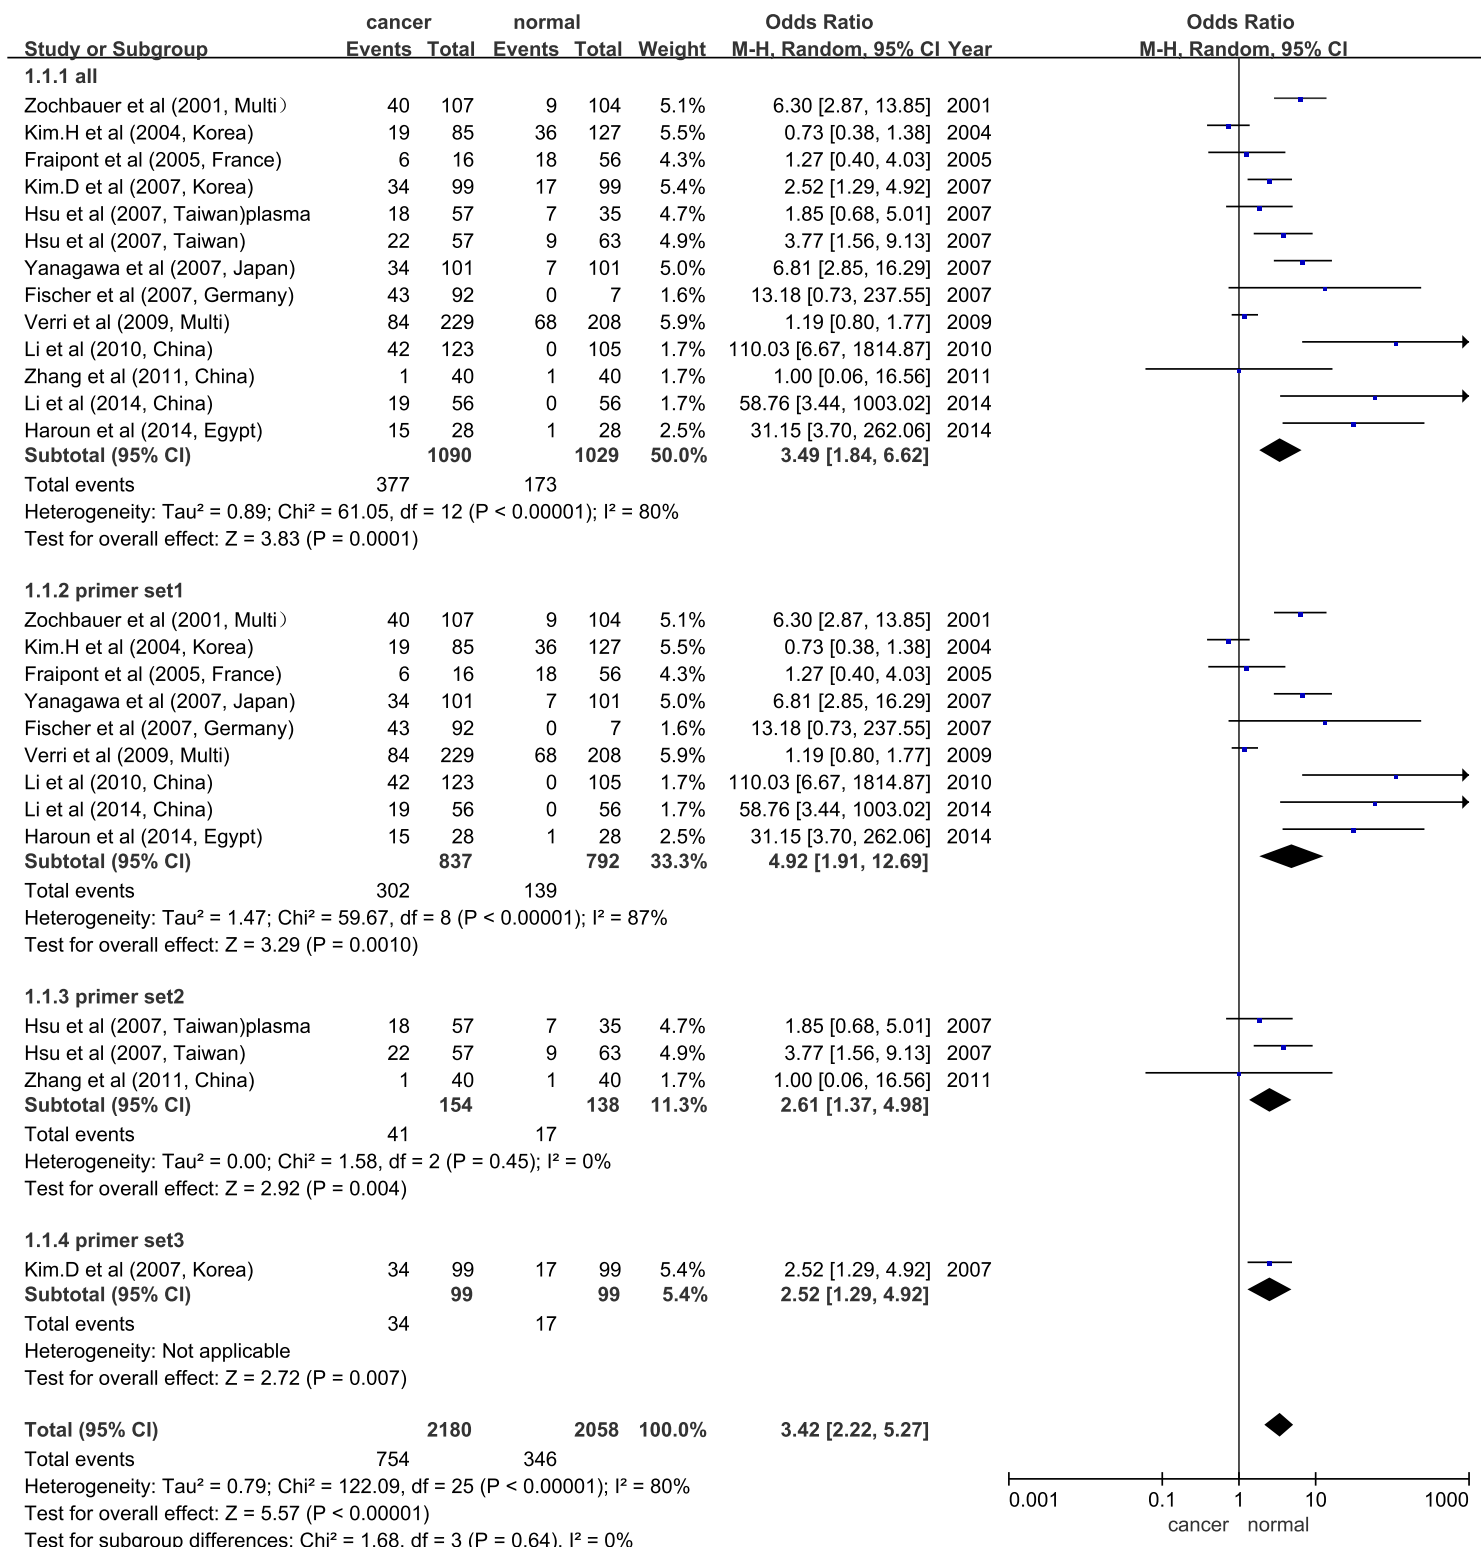 cancer normal Odds Ratio Odds Ratio
Study or Subgroup Events Total Events Total Weight M-H, Random, 95% CI Year M-H, Random, 95% CI
1.1.1 all
Zochbauer et al (2001, Multi） 40 107 9 104 5.1% 6.30 [2.87, 13.85] 2001
Kim.H et al (2004, Korea) 19 85 36 127 5.5% 0.73 [0.38, 1.38] 2004
Fraipont et al (2005, France) 6 16 18 56 4.3% 1.27 [0.40, 4.03] 2005
Kim.D et al (2007, Korea) 34 99 17 99 5.4% 2.52 [1.29, 4.92] 2007
Hsu et al (2007, Taiwan)plasma 18 57 7 35 4.7% 1.85 [0.68, 5.01] 2007
Hsu et al (2007, Taiwan) 22 57 9 63 4.9% 3.77 [1.56, 9.13] 2007
Yanagawa et al (2007, Japan) 34 101 7 101 5.0% 6.81 [2.85, 16.29] 2007
Fischer et al (2007, Germany) 43 92 0 7 1.6% 13.18 [0.73, 237.55] 2007
Verri et al (2009, Multi) 84 229 68 208 5.9% 1.19 [0.80, 1.77] 2009
Li et al (2010, China) 42 123 0 105 1.7% 110.03 [6.67, 1814.87] 2010
Zhang et al (2011, China) 1 40 1 40 1.7% 1.00 [0.06, 16.56] 2011
Li et al (2014, China) 19 56 0 56 1.7% 58.76 [3.44, 1003.02] 2014
Haroun et al (2014, Egypt) 15 28 1 28 2.5% 31.15 [3.70, 262.06] 2014
Subtotal (95% CI) 1090 1029 50.0% 3.49 [1.84, 6.62]
Total events 377 173
Heterogeneity: Tau² = 0.89; Chi² = 61.05, df = 12 (P < 0.00001); I² = 80%
Test for overall effect: Z = 3.83 (P = 0.0001)
1.1.2 primer set1
Zochbauer et al (2001, Multi） 40 107 9 104 5.1% 6.30 [2.87, 13.85] 2001
Kim.H et al (2004, Korea) 19 85 36 127 5.5% 0.73 [0.38, 1.38] 2004
Fraipont et al (2005, France) 6 16 18 56 4.3% 1.27 [0.40, 4.03] 2005
Yanagawa et al (2007, Japan) 34 101 7 101 5.0% 6.81 [2.85, 16.29] 2007
Fischer et al (2007, Germany) 43 92 0 7 1.6% 13.18 [0.73, 237.55] 2007
Verri et al (2009, Multi) 84 229 68 208 5.9% 1.19 [0.80, 1.77] 2009
Li et al (2010, China) 42 123 0 105 1.7% 110.03 [6.67, 1814.87] 2010
Li et al (2014, China) 19 56 0 56 1.7% 58.76 [3.44, 1003.02] 2014
Haroun et al (2014, Egypt) 15 28 1 28 2.5% 31.15 [3.70, 262.06] 2014
Subtotal (95% CI) 837 792 33.3% 4.92 [1.91, 12.69]
Total events 302 139
Heterogeneity: Tau² = 1.47; Chi² = 59.67, df = 8 (P < 0.00001); I² = 87%
Test for overall effect: Z = 3.29 (P = 0.0010)
1.1.3 primer set2
Hsu et al (2007, Taiwan)plasma 18 57 7 35 4.7% 1.85 [0.68, 5.01] 2007
Hsu et al (2007, Taiwan) 22 57 9 63 4.9% 3.77 [1.56, 9.13] 2007
Zhang et al (2011, China) 1 40 1 40 1.7% 1.00 [0.06, 16.56] 2011
Subtotal (95% CI) 154 138 11.3% 2.61 [1.37, 4.98]
Total events 41 17
Heterogeneity: Tau² = 0.00; Chi² = 1.58, df = 2 (P = 0.45); I² = 0%
Test for overall effect: Z = 2.92 (P = 0.004)
1.1.4 primer set3
Kim.D et al (2007, Korea) 34 99 17 99 5.4% 2.52 [1.29, 4.92] 2007
Subtotal (95% CI) 99 99 5.4% 2.52 [1.29, 4.92]
Total events 34 17
Heterogeneity: Not applicable
Test for overall effect: Z = 2.72 (P = 0.007)
Total (95% CI) 2180 2058 100.0% 3.42 [2.22, 5.27]
Total events 754 346
Heterogeneity: Tau² = 0.79; Chi² = 122.09, df = 25 (P < 0.00001); I² = 80%
Test for overall effect: Z = 5.57 (P < 0.00001)
Test for subgroup differences: Chi² = 1.68, df = 3 (P = 0.64), I² = 0%
0.001 0.1 1 10 1000
cancer normal